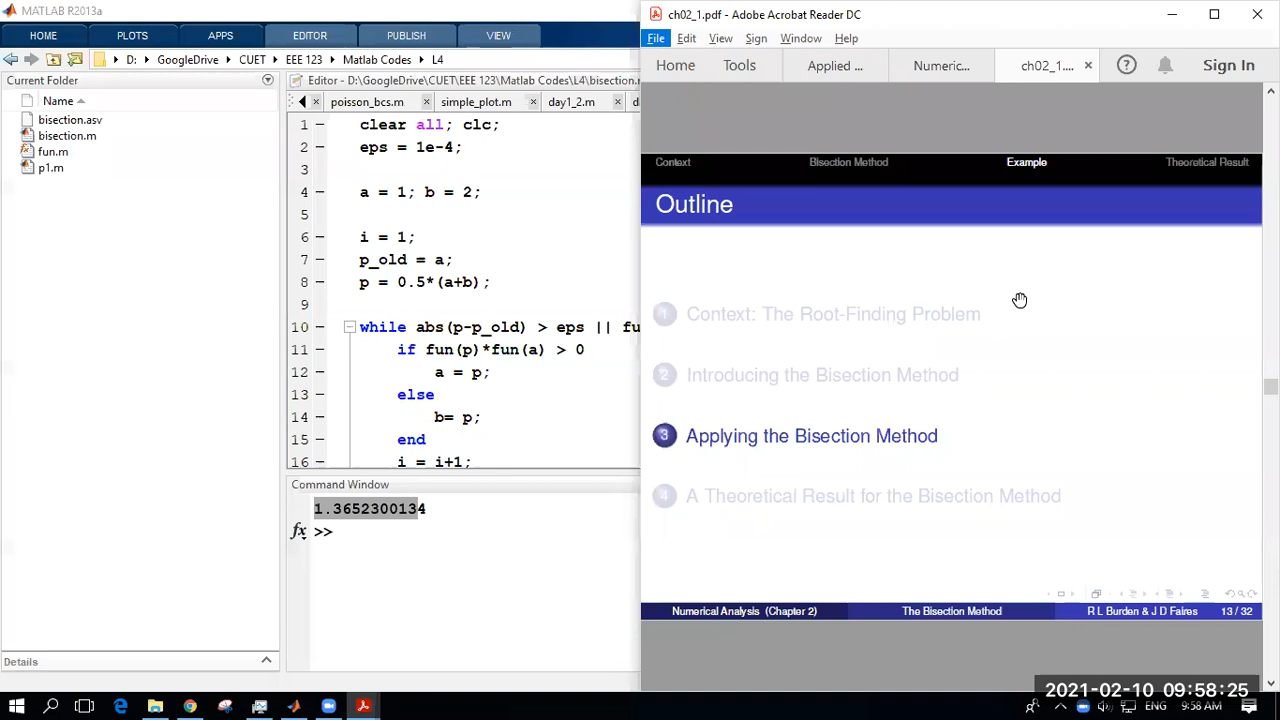 MATLAB R2013a
HOME PLOTS APPS EDITOR PUBLISH VIEW
D: GoogleDrive CUET EEE 123 Matlab Codes L4
Current Folder
Name
bisection.asv
bisection.m
fun.m
p1.m
Details
Editor - D:\GoogleDrive\CUET\EEE 123\Matlab Codes\L4\bisection.m
poisson_bcs.m simple_plot.m day1_2.m
1 clear all; clc;
2 eps = 1e-4;
3
4 a = 1; b = 2;
5
6 i = 1;
7 p_old = a;
8 p = 0.5*(a+b);
9
10 while abs(p-p_old) > eps || fu
11 if fun(p)*fun(a) > 0
12 a = p;
13 else
14 b= p;
15 end
16 i = i+1;
Command Window
1.3652300134
fx >>
ch02_1.pdf - Adobe Acrobat Reader DC
File Edit View Sign Window Help
Home Tools Applied ... Numeric... ch02_1.... Sign In
Context Bisection Method Example Theoretical Result
Outline
1 Context: The Root-Finding Problem
2 Introducing the Bisection Method
3 Applying the Bisection Method
4 A Theoretical Result for the Bisection Method
Numerical Analysis (Chapter 2) The Bisection Method R L Burden & J D Faires 13 / 32
2021-02-10 09:58:25
ENG 9:58 AM